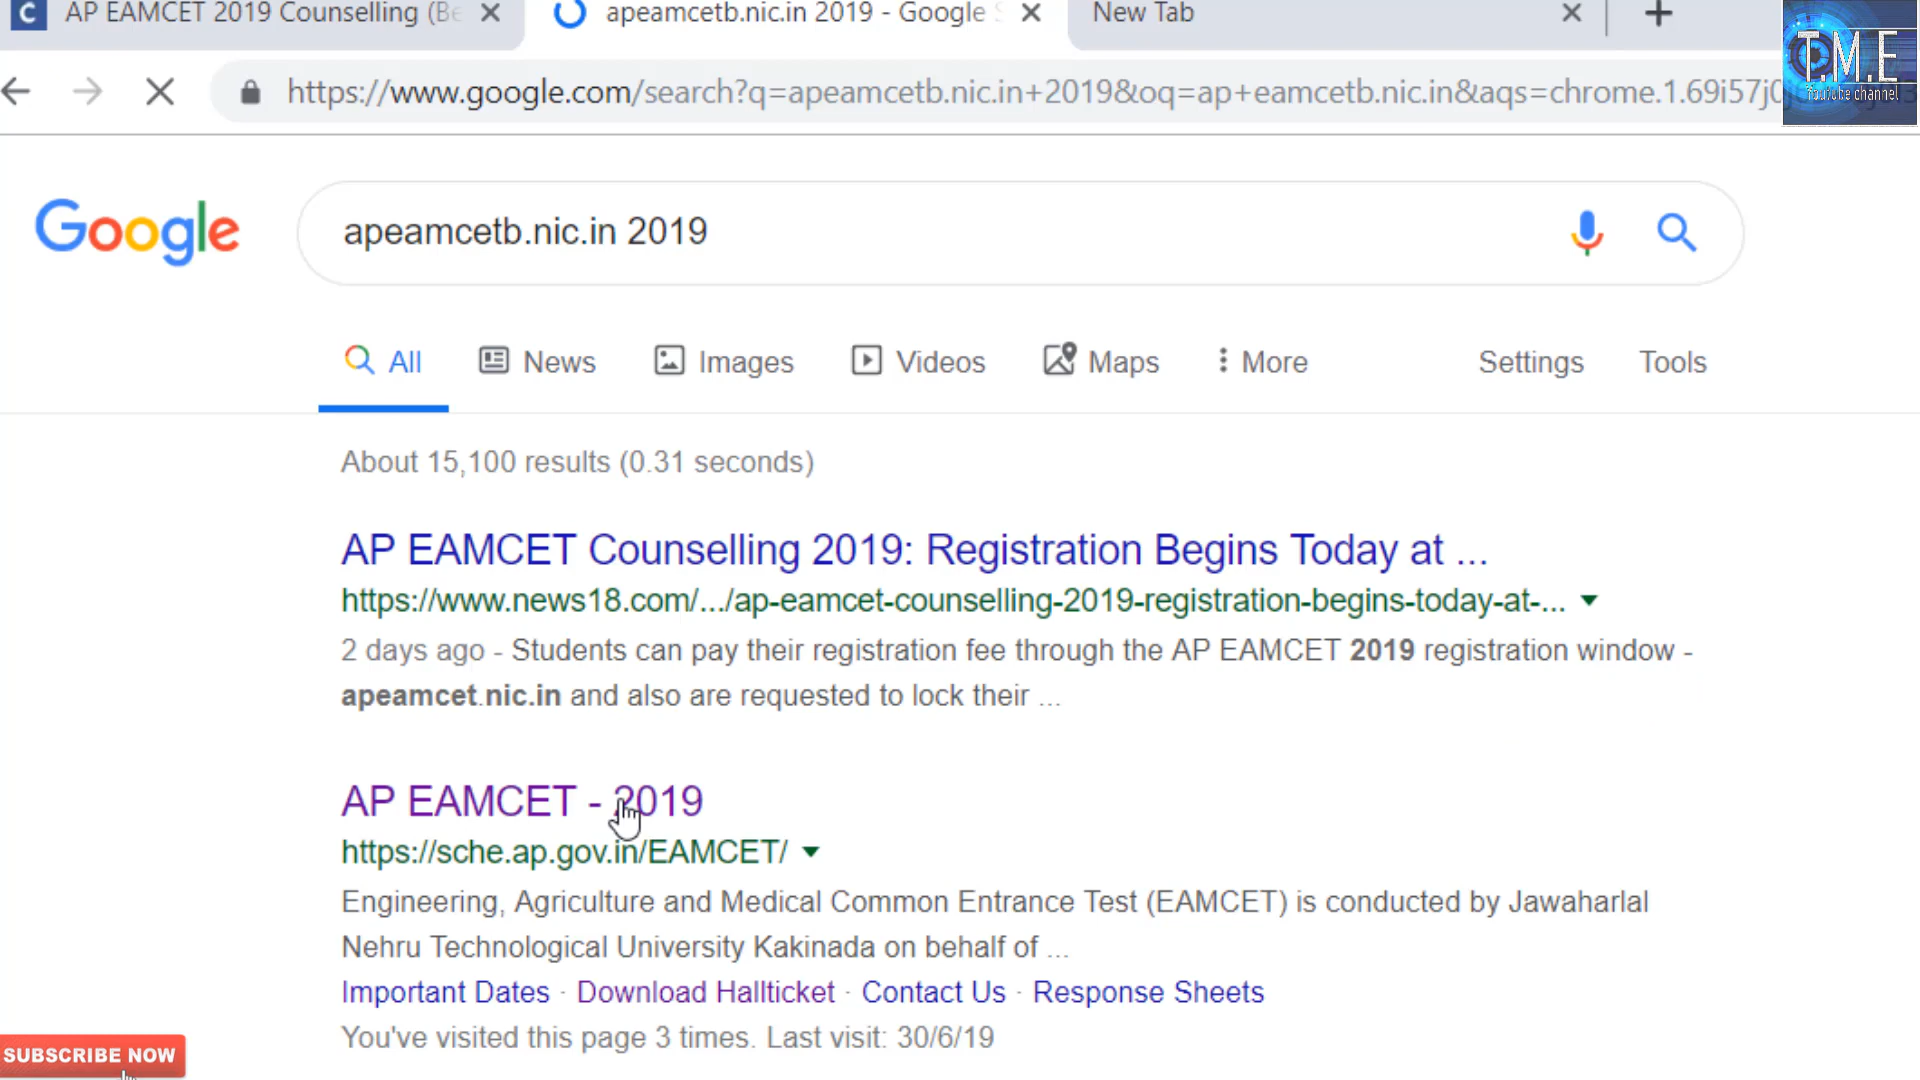 C AP EAMCET 2019 Counselling (Be
apeamcetb.nic.in 2019 - Google S
New Tab
T.M.E
Youtube channel
https://www.google.com/search?q=apeamcetb.nic.in+2019&oq=ap+eamcetb.nic.in&aqs=chrome.1.69i57j0j
Google
apeamcetb.nic.in 2019
All News Images Videos Maps More Settings Tools
About 15,100 results (0.31 seconds)
AP EAMCET Counselling 2019: Registration Begins Today at ...
https://www.news18.com/.../ap-eamcet-counselling-2019-registration-begins-today-at-...
2 days ago - Students can pay their registration fee through the AP EAMCET 2019 registration window -
apeamcet.nic.in and also are requested to lock their ...
AP EAMCET - 2019
https://sche.ap.gov.in/EAMCET/
Engineering, Agriculture and Medical Common Entrance Test (EAMCET) is conducted by Jawaharlal
Nehru Technological University Kakinada on behalf of ...
Important Dates · Download Hallticket · Contact Us · Response Sheets
You've visited this page 3 times. Last visit: 30/6/19
SUBSCRIBE NOW